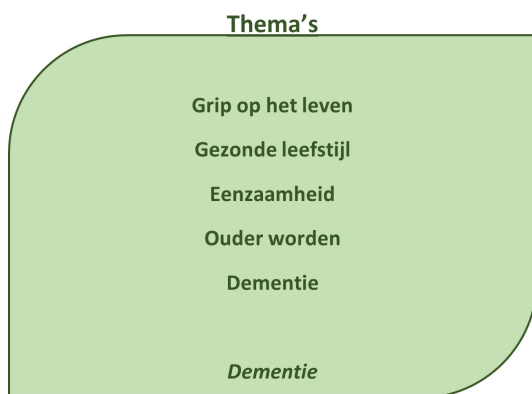 Thema's
Grip op het leven
Gezonde leefstijl
Eenzaamheid
Ouder worden
Dementie
Dementie